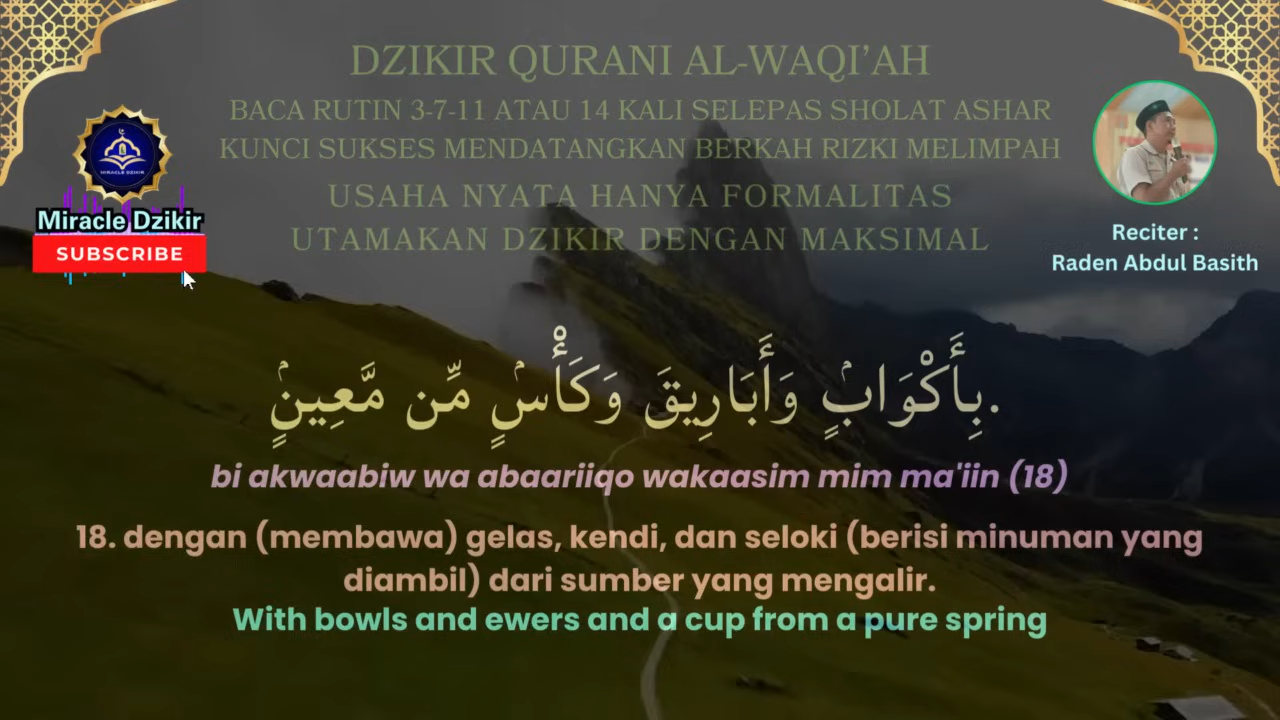 DZIKIR QURANI AL-WAQI'AH
BACA RUTIN 3-7-11 ATAU 14 KALI SELEPAS SHOLAT ASHAR
KUNCI SUKSES MENDATANGKAN BERKAH RIZKI MELIMPAH
USAHA NYATA HANYA FORMALITAS
UTAMAKAN DZIKIR DENGAN MAKSIMAL
MIRACLE DZIKIR
Miracle Dzikir
SUBSCRIBE
Reciter :
Raden Abdul Basith
بِأَكْوَابٍۢ وَأَبَارِيقَ وَكَأْسٍۢ مِّن مَّعِينٍۢ.
bi akwaabiw wa abaariiqo wakaasim mim ma'iin (18)
18. dengan (membawa) gelas, kendi, dan seloki (berisi minuman yang
diambil) dari sumber yang mengalir.
With bowls and ewers and a cup from a pure spring